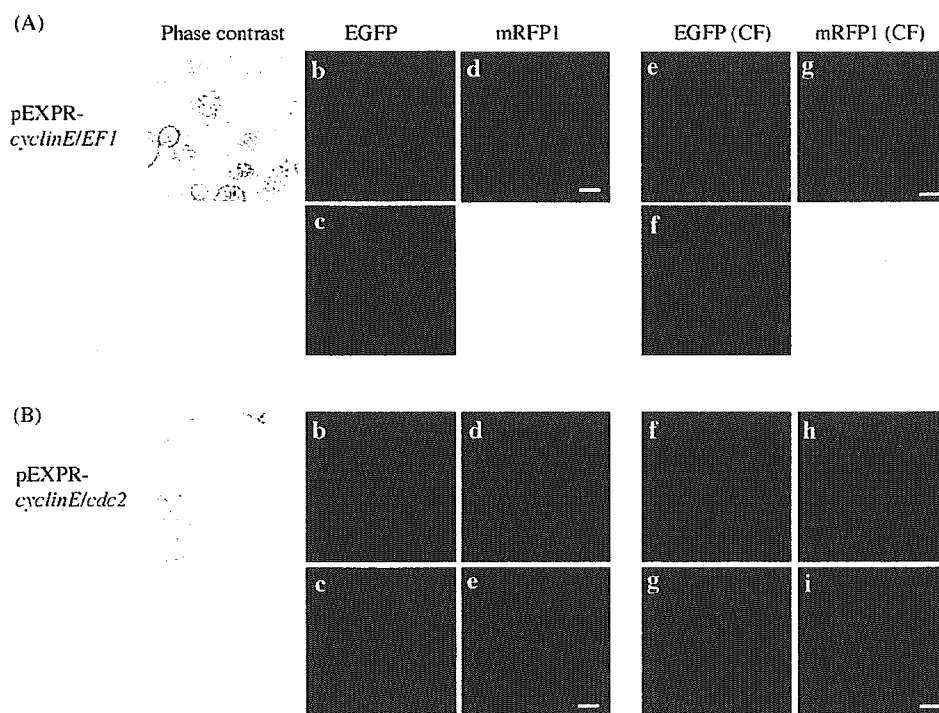 (A)
Phase contrast EGFP mRFP1 EGFP (CF) mRFP1 (CF)
pEXPR-
cyclinE/EF1
b d e g
c f
(B)
pEXPR-
cyclinE/cdc2
b d f h
c e g i